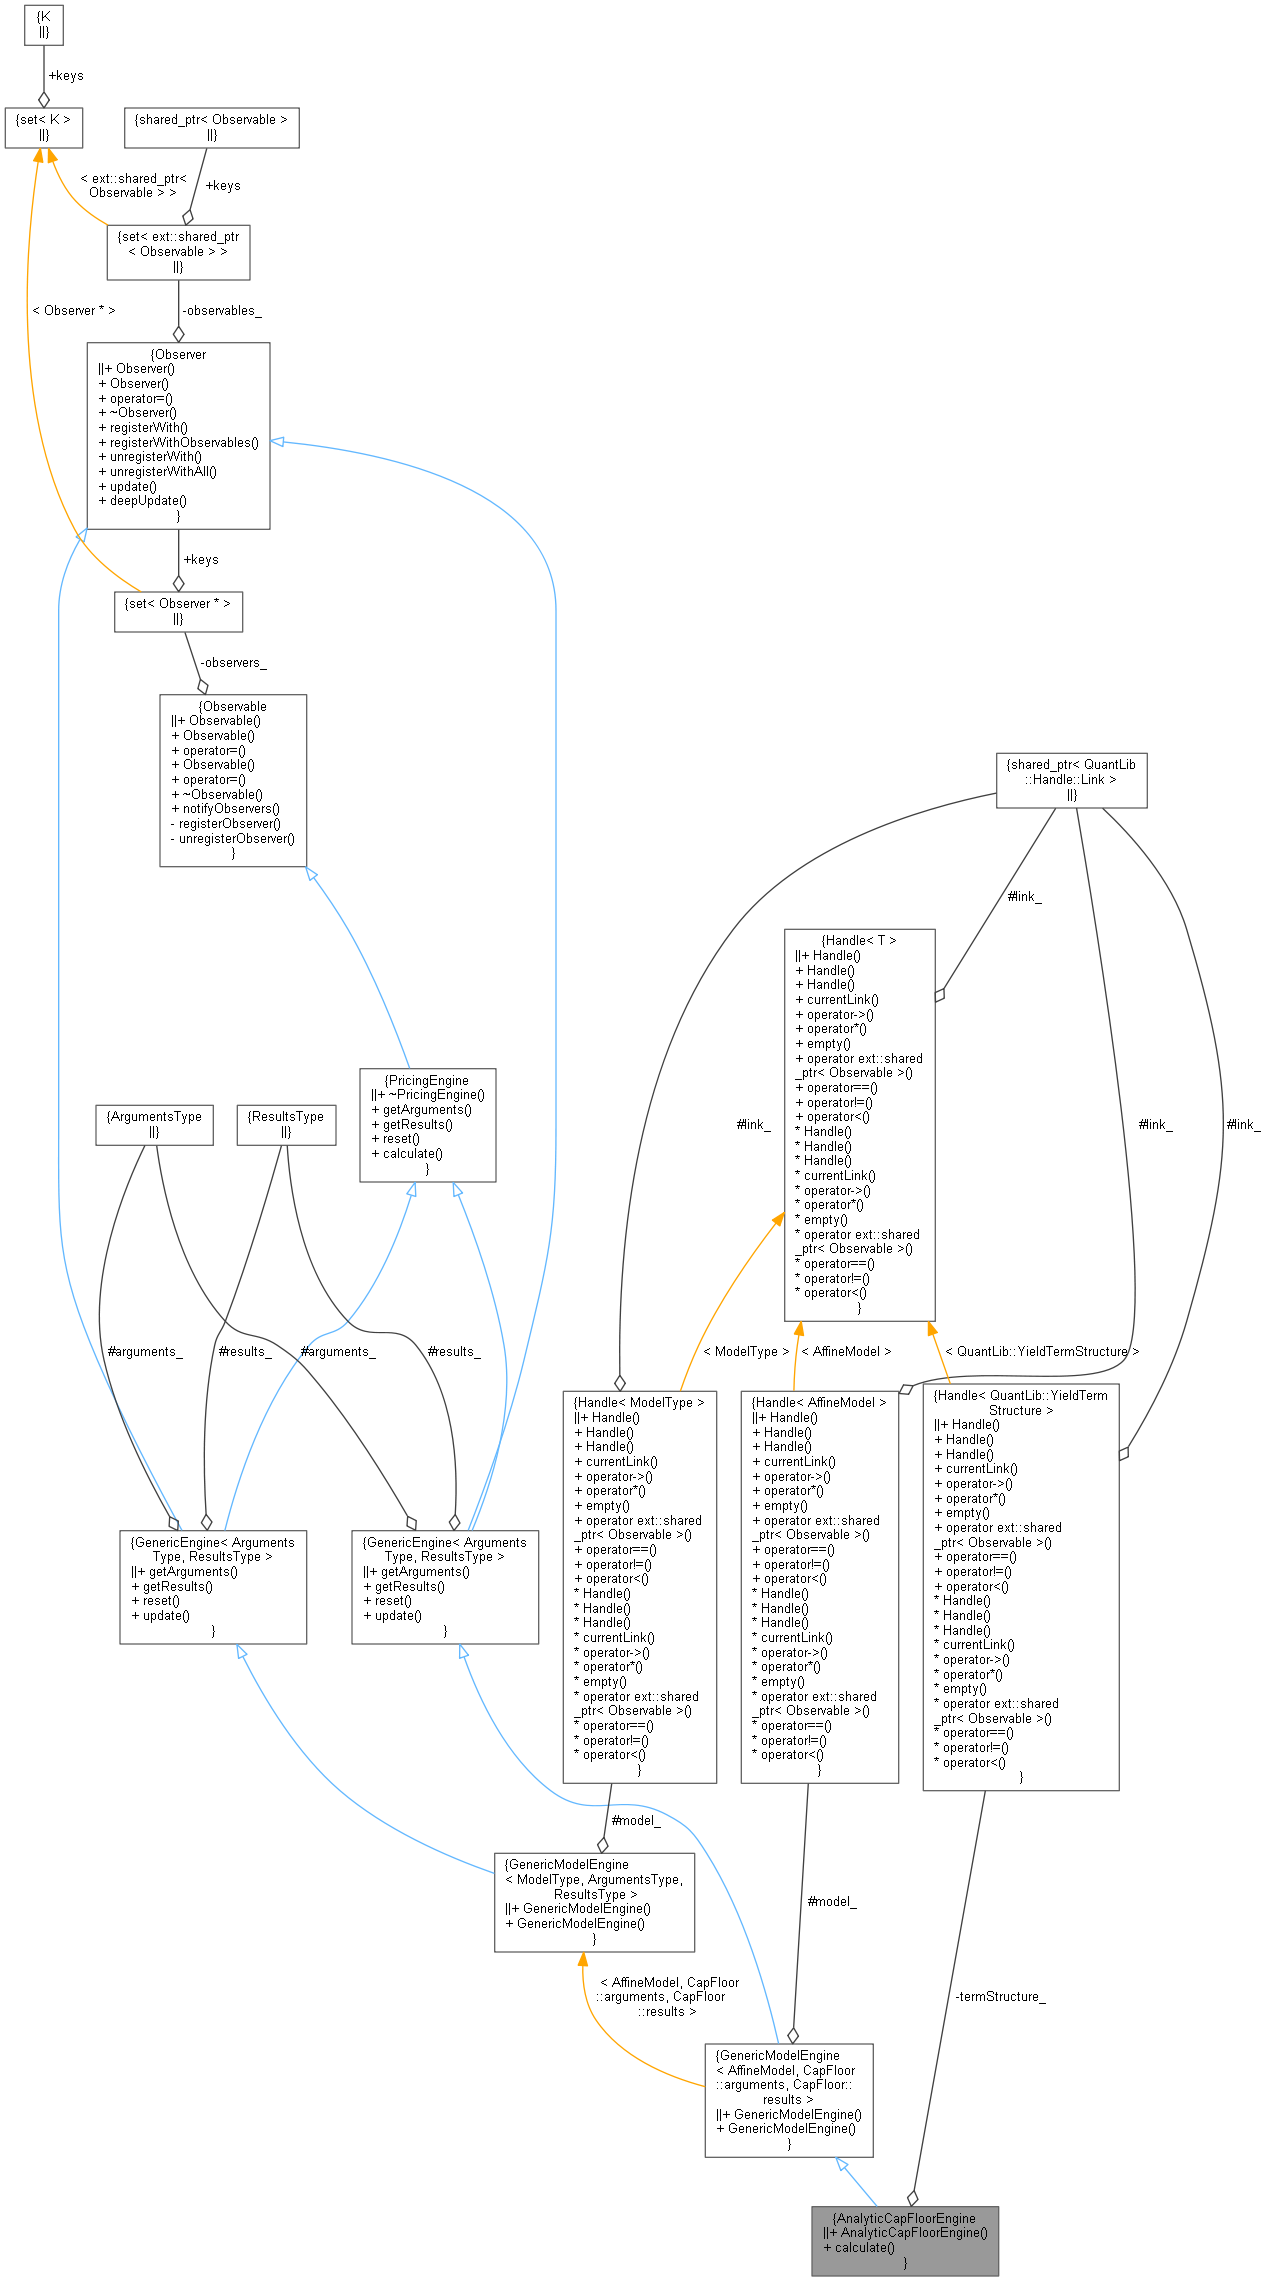 {K
||}
+keys
{set< K >
||}
{shared_ptr< Observable >
||}
< ext::shared_ptr<
Observable > >
+keys
{set< ext::shared_ptr
< Observable > >
||}
< Observer * >
-observables_
{Observer
||+ Observer()
+ Observer()
+ operator=()
+ ~Observer()
+ registerWith()
+ registerWithObservables()
+ unregisterWith()
+ unregisterWithAll()
+ update()
+ deepUpdate()
}
+keys
{set< Observer * >
||}
-observers_
{Observable
||+ Observable()
+ Observable()
+ operator=()
+ Observable()
+ operator=()
+ ~Observable()
+ notifyObservers()
- registerObserver()
- unregisterObserver()
}
{shared_ptr< QuantLib
::Handle::Link >
||}
#link_
{Handle< T >
||+ Handle()
+ Handle()
+ Handle()
+ currentLink()
+ operator->()
+ operator*()
+ empty()
+ operator ext::shared
_ptr< Observable >()
+ operator==()
+ operator!=()
+ operator<()
* Handle()
* Handle()
* Handle()
* currentLink()
* operator->()
* operator*()
* empty()
* operator ext::shared
_ptr< Observable >()
* operator==()
* operator!=()
* operator<()
}
{PricingEngine
||+ ~PricingEngine()
+ getArguments()
+ getResults()
+ reset()
+ calculate()
}
{ArgumentsType
||}
{ResultsType
||}
#link_
#link_
#link_
#arguments_
#results_
#arguments_
#results_
< ModelType >
< AffineModel >
< QuantLib::YieldTermStructure >
{Handle< ModelType >
||+ Handle()
+ Handle()
+ Handle()
+ currentLink()
+ operator->()
+ operator*()
+ empty()
+ operator ext::shared
_ptr< Observable >()
+ operator==()
+ operator!=()
+ operator<()
* Handle()
* Handle()
* Handle()
* currentLink()
* operator->()
* operator*()
* empty()
* operator ext::shared
_ptr< Observable >()
* operator==()
* operator!=()
* operator<()
}
{Handle< AffineModel >
||+ Handle()
+ Handle()
+ Handle()
+ currentLink()
+ operator->()
+ operator*()
+ empty()
+ operator ext::shared
_ptr< Observable >()
+ operator==()
+ operator!=()
+ operator<()
* Handle()
* Handle()
* Handle()
* currentLink()
* operator->()
* operator*()
* empty()
* operator ext::shared
_ptr< Observable >()
* operator==()
* operator!=()
* operator<()
}
{Handle< QuantLib::YieldTerm
Structure >
||+ Handle()
+ Handle()
+ Handle()
+ currentLink()
+ operator->()
+ operator*()
+ empty()
+ operator ext::shared
_ptr< Observable >()
+ operator==()
+ operator!=()
+ operator<()
* Handle()
* Handle()
* Handle()
* currentLink()
* operator->()
* operator*()
* empty()
* operator ext::shared
_ptr< Observable >()
* operator==()
* operator!=()
* operator<()
}
{GenericEngine< Arguments
Type, ResultsType >
||+ getArguments()
+ getResults()
+ reset()
+ update()
}
{GenericEngine< Arguments
Type, ResultsType >
||+ getArguments()
+ getResults()
+ reset()
+ update()
}
#model_
{GenericModelEngine
< ModelType, ArgumentsType,
ResultsType >
||+ GenericModelEngine()
+ GenericModelEngine()
}
#model_
< AffineModel, CapFloor
::arguments, CapFloor
::results >
-termStructure_
{GenericModelEngine
< AffineModel, CapFloor
::arguments, CapFloor::
results >
||+ GenericModelEngine()
+ GenericModelEngine()
}
{AnalyticCapFloorEngine
||+ AnalyticCapFloorEngine()
+ calculate()
}